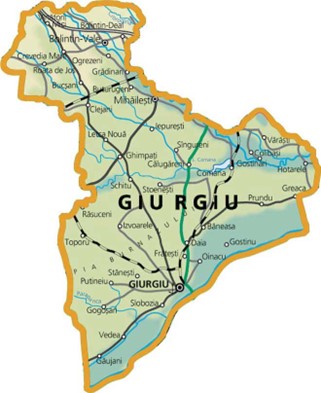 Bolintin-Deal
Bolintin-Vale
Crevedia Mare
Ogrezeni
Roata de Jos
Grădinari
Bucșani
Buturugeni
Mihăilești
Clejani
Iepurești
Letca Nouă
Singureni
Vărăști
Colibași
Ghimpați
Călugăreni
Comana
Gostinari
Hotarele
Comana
Schitu
Stoenești
Greaca
GIURGIU
Prundu
Răsuceni
Izvoarele
Băneasa
Toporu
Daia
Gostinu
Frătești
Oinacu
Stănești
Putineiu
GIURGIU
Gogoșari
Slobozia
Vedea
Găujani